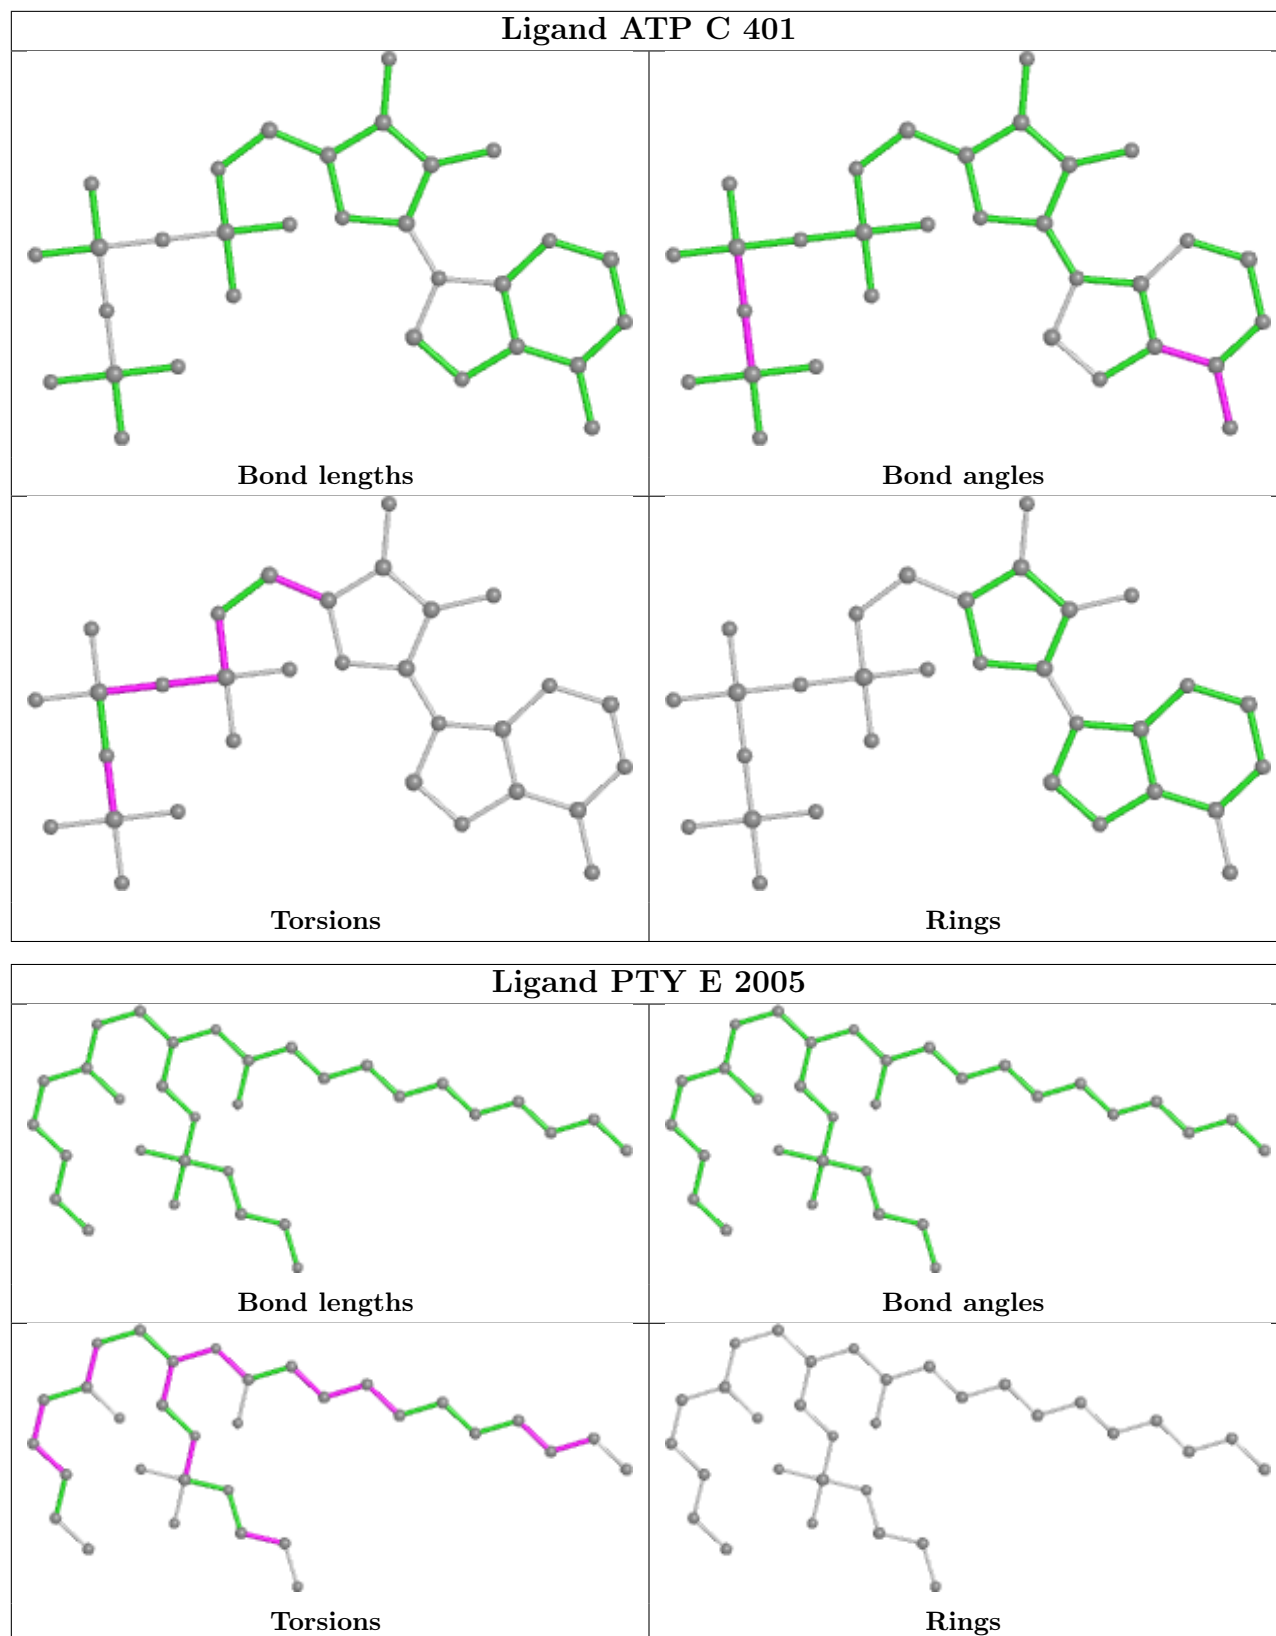 Ligand ATP C 401
Bond lengths
Bond angles
Torsions
Rings
Ligand PTY E 2005
Bond lengths
Bond angles
Torsions
Rings